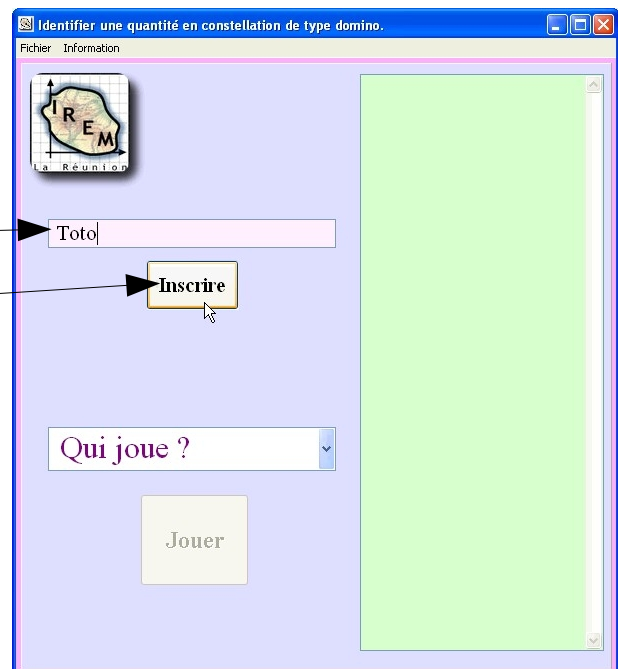 Identifier une quantité en constellation de type domino.
Fichier Information
I R E M
La Réunion
Toto
Inscrire
Qui joue ?
Jouer